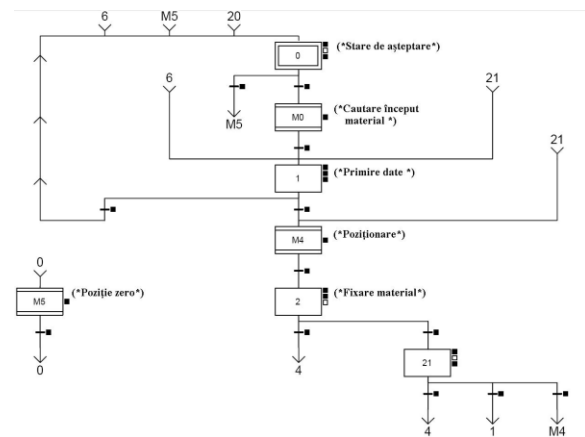 6 M5 20
0 (*Stare de așteptare*)
6 21
M5
M0 (*Cautare început
material *)
21
1 (*Primire date *)
M4 (*Poziționare*)
0
M5 (*Poziție zero*)
2 (*Fixare material*)
0 4
21
4 1 M4